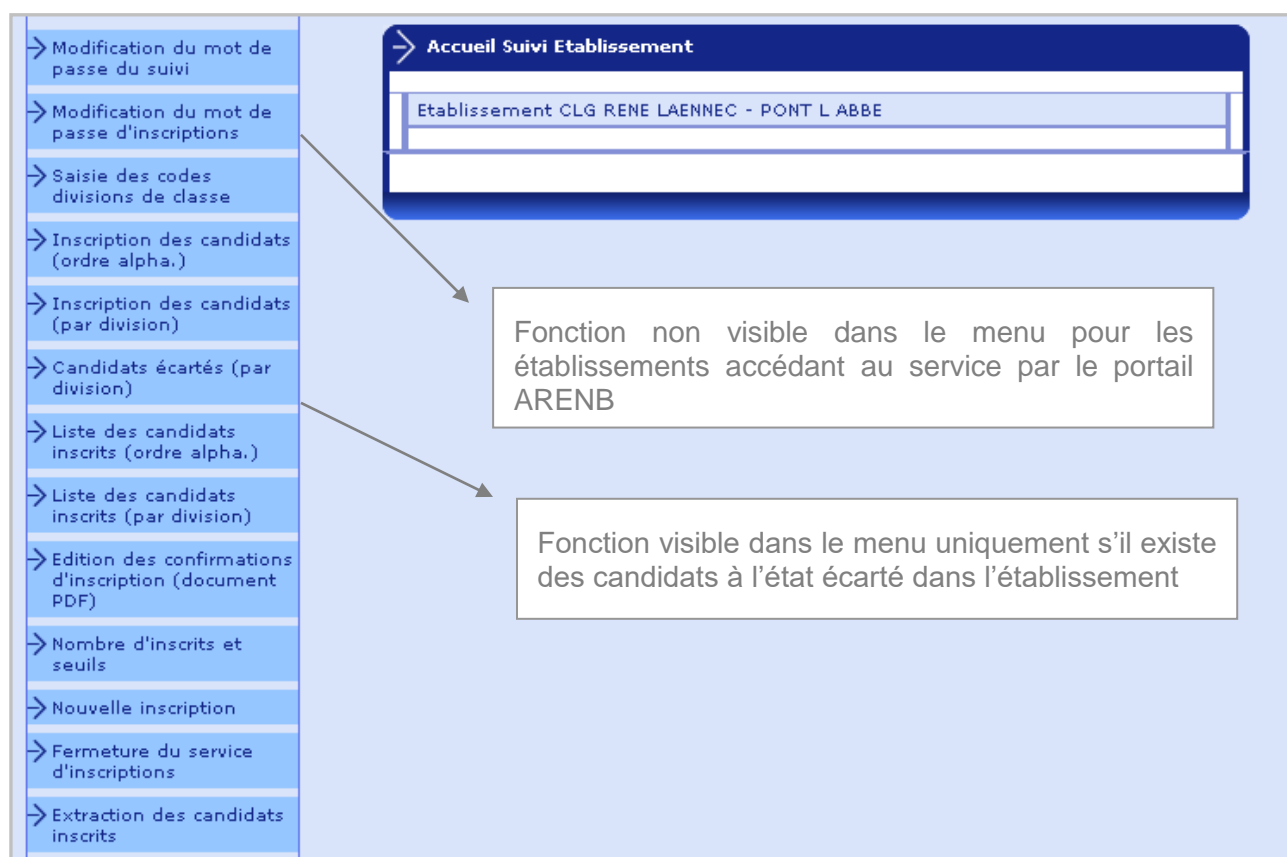 Modification du mot de
passe du suivi
Modification du mot de
passe d'inscriptions
Saisie des codes
divisions de classe
Inscription des candidats
(ordre alpha.)
Inscription des candidats
(par division)
Candidats écartés (par
division)
Liste des candidats
inscrits (ordre alpha.)
Liste des candidats
inscrits (par division)
Edition des confirmations
d'inscription (document
PDF)
Nombre d'inscrits et
seuils
Nouvelle inscription
Fermeture du service
d'inscriptions
Extraction des candidats
inscrits
Accueil Suivi Etablissement
Etablissement CLG RENE LAENNEC - PONT L ABBE
Fonction non visible dans le menu pour les
établissements accédant au service par le portail
ARENB
Fonction visible dans le menu uniquement s’il existe
des candidats à l’état écarté dans l’établissement